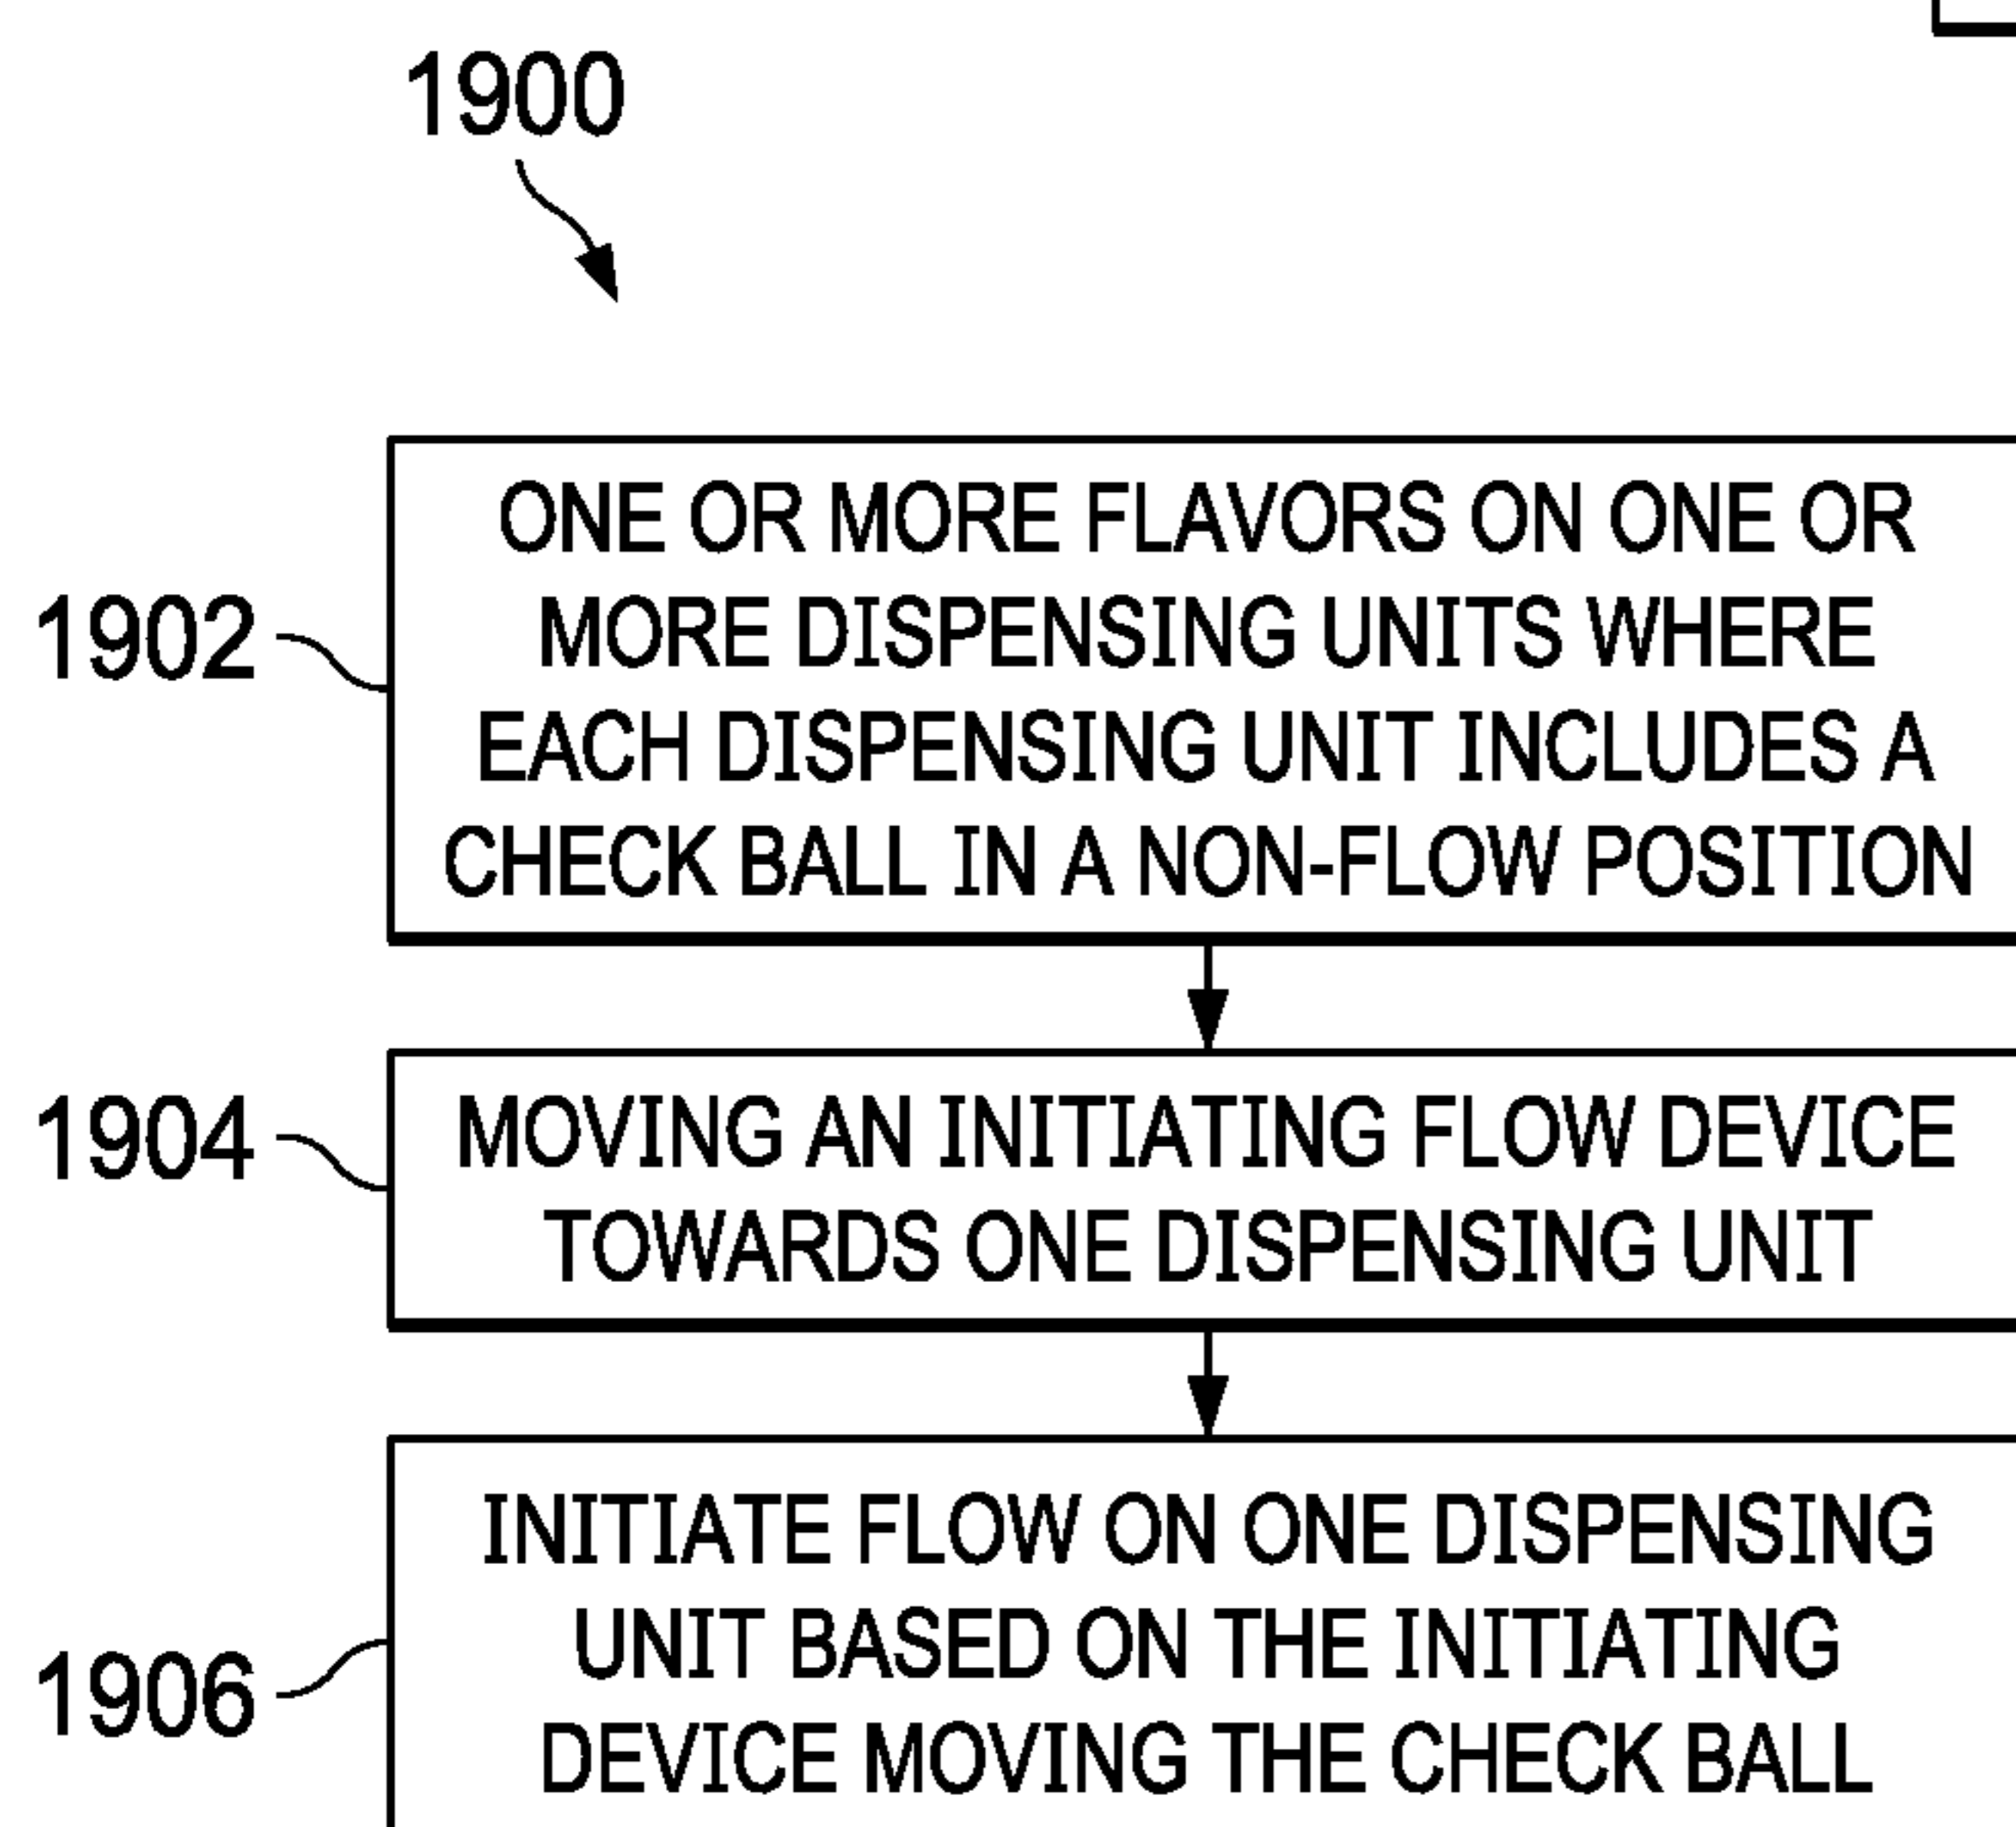 1900
1902
ONE OR MORE FLAVORS ON ONE OR
MORE DISPENSING UNITS WHERE
EACH DISPENSING UNIT INCLUDES A
CHECK BALL IN A NON-FLOW POSITION
1904
MOVING AN INITIATING FLOW DEVICE
TOWARDS ONE DISPENSING UNIT
1906
INITIATE FLOW ON ONE DISPENSING
UNIT BASED ON THE INITIATING
DEVICE MOVING THE CHECK BALL